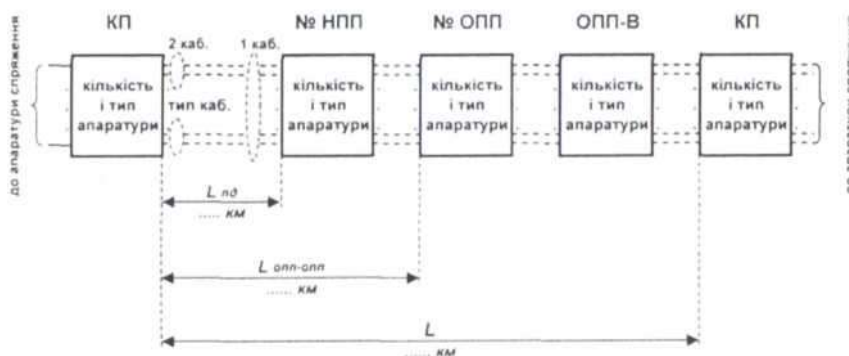 КП
№ НПП
№ ОПП
ОПП-В
КП
2 каб.
1 каб.
до апаратури спряження
кількість
і тип
апаратури
тип каб.
кількість
і тип
апаратури
кількість
і тип
апаратури
кількість
і тип
апаратури
кількість
і тип
апаратури
L пд
..... км
L опп-опп
...... км
L
..... км